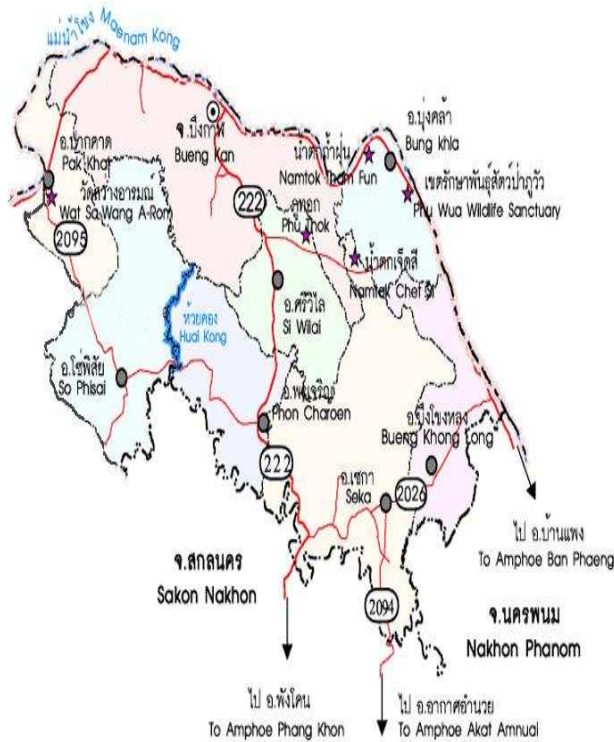 แม่น้ำโขง Maenam Kong
อ.ปากคาด
Pak Khat
วัดสว่างอารมณ์
Wat Sa Wang A-Rom
2095
จ.บึงกาฬ
Bueng Kan
222
น้ำตกถ้ำฝุ่น
Namtok Tham Fun
อ.บุ่งคล้า
Bung khla
เขตรักษาพันธุ์สัตว์ป่าภูวัว
Phu Wua Wildlife Sanctuary
ภูทอก
Phu Thok
น้ำตกเจ็ดสี
Namtok Chet Si
อ.ศรีวิไล
Si Wilai
ห้วยคอง
Huai Kong
อ.โซ่พิสัย
So Phisai
อ.พรเจริญ
Phon Charoen
222
อ.บึงโขงหลง
Bueng Khong Long
อ.เซกา
Seka
2026
2094
จ.สกลนคร
Sakon Nakhon
ไป อ.บ้านแพง
To Amphoe Ban Phaeng
จ.นครพนม
Nakhon Phanom
ไป อ.พังโคน
To Amphoe Phang Khon
ไป อ.อากาศอำนวย
To Amphoe Akat Amnuai